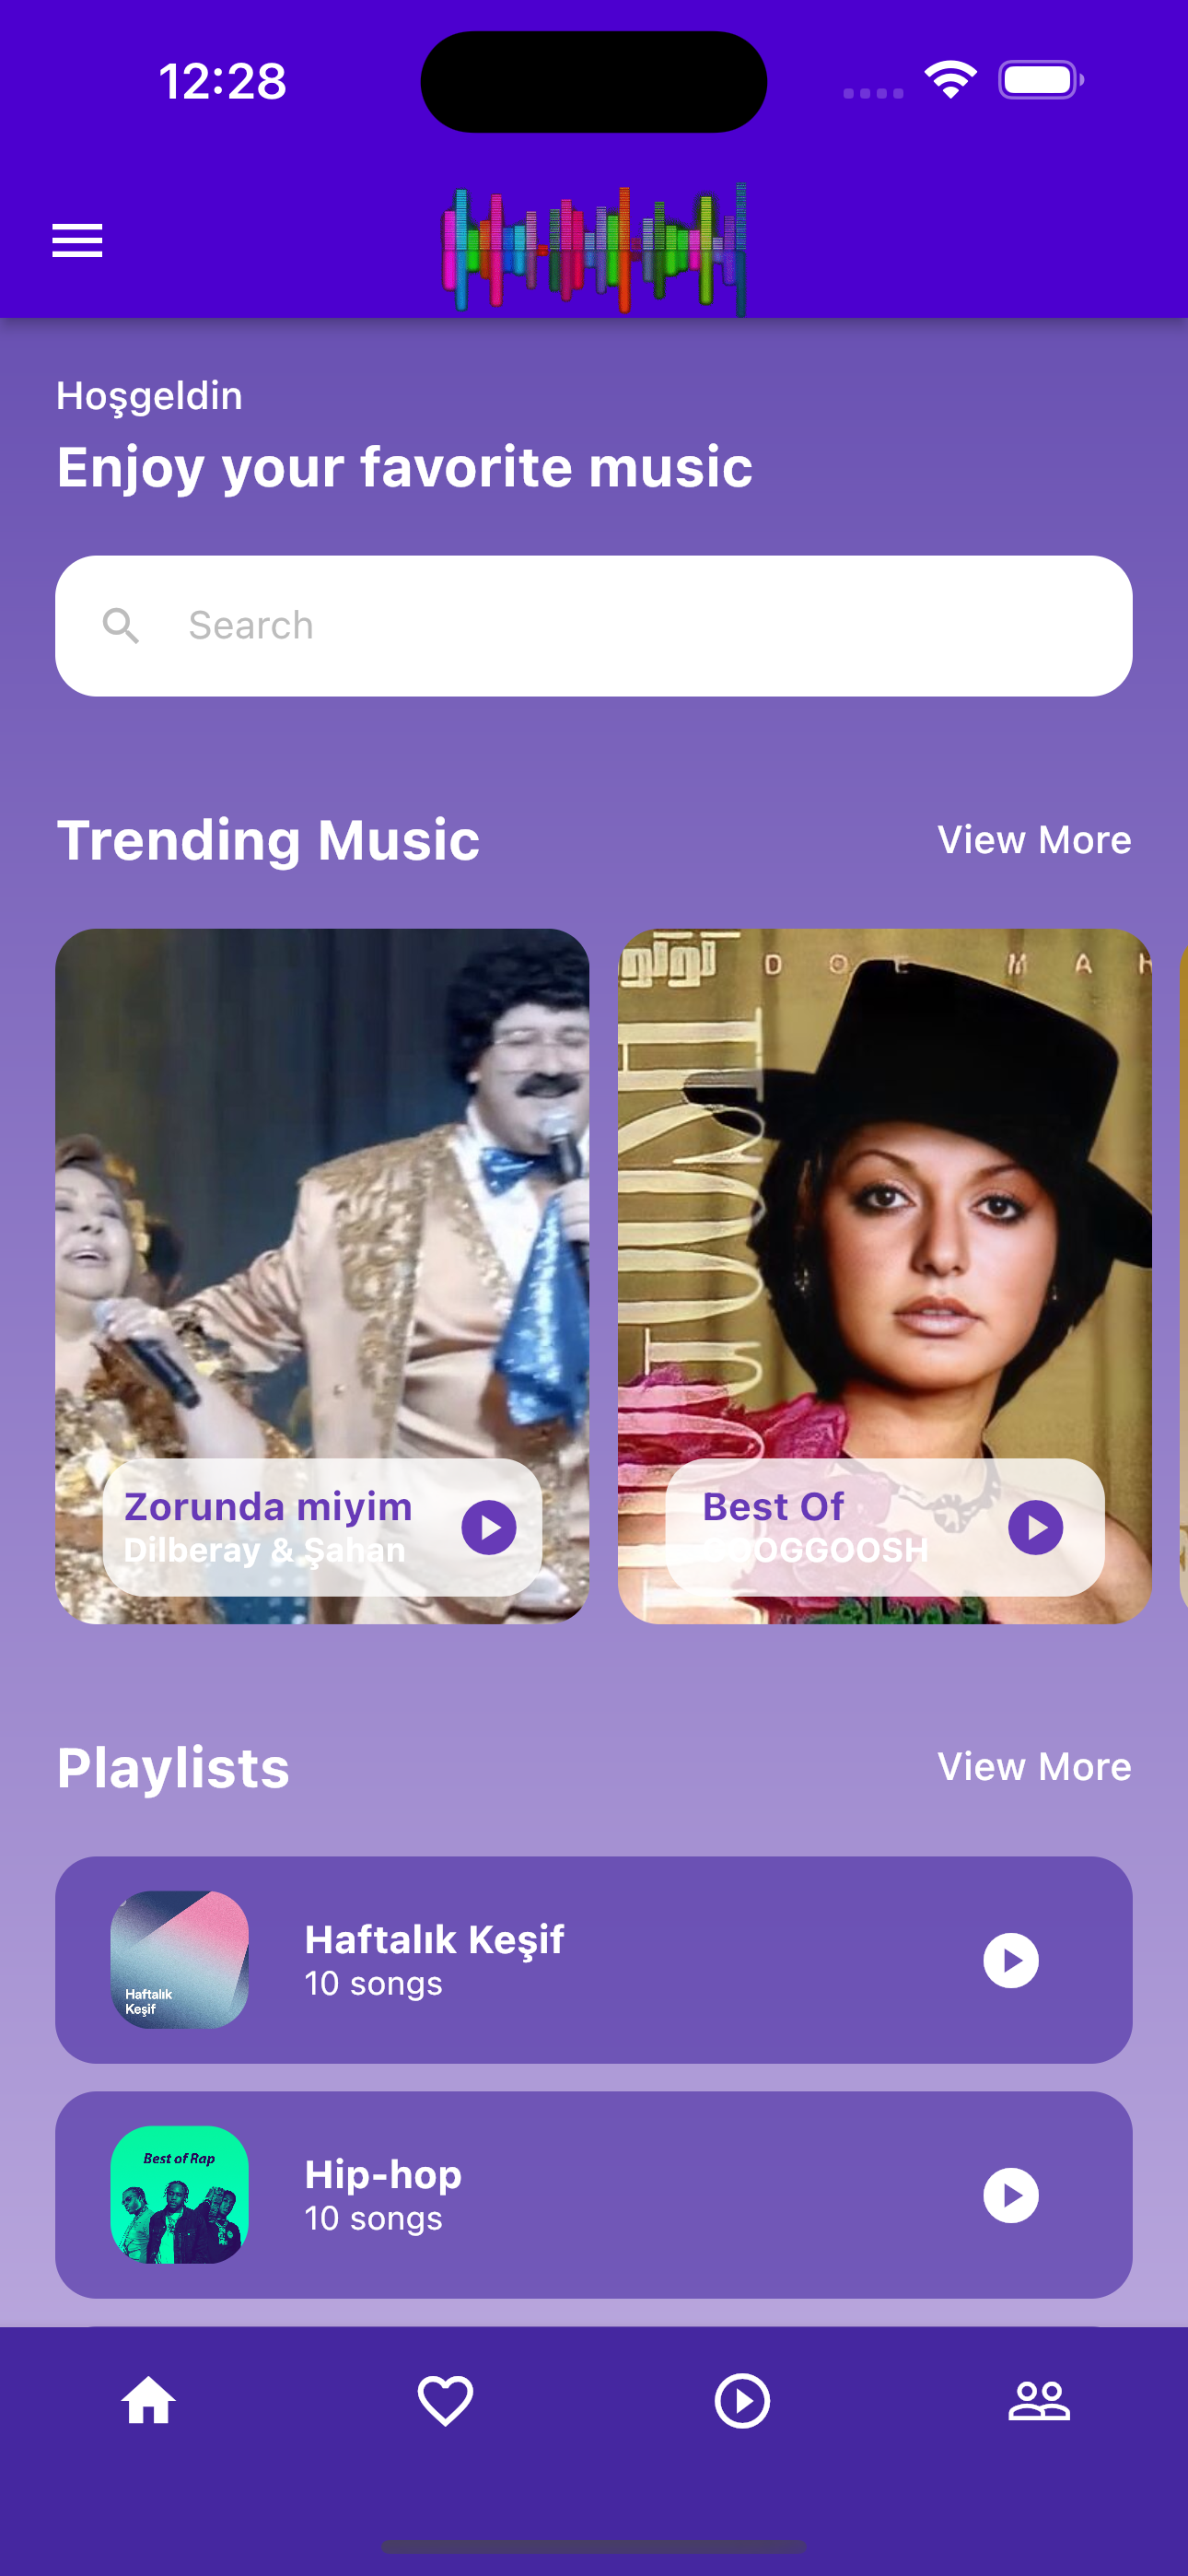 12:28
Hoşgeldin
Enjoy your favorite music
Search
Trending Music
View More
D O E M A H
Zorunda miyim
Dilberay & Şahan
Best Of
GOOGGOOSH
Playlists
View More
Haftalık
Keşif
Haftalık Keşif
10 songs
Best of Rap
Hip-hop
10 songs